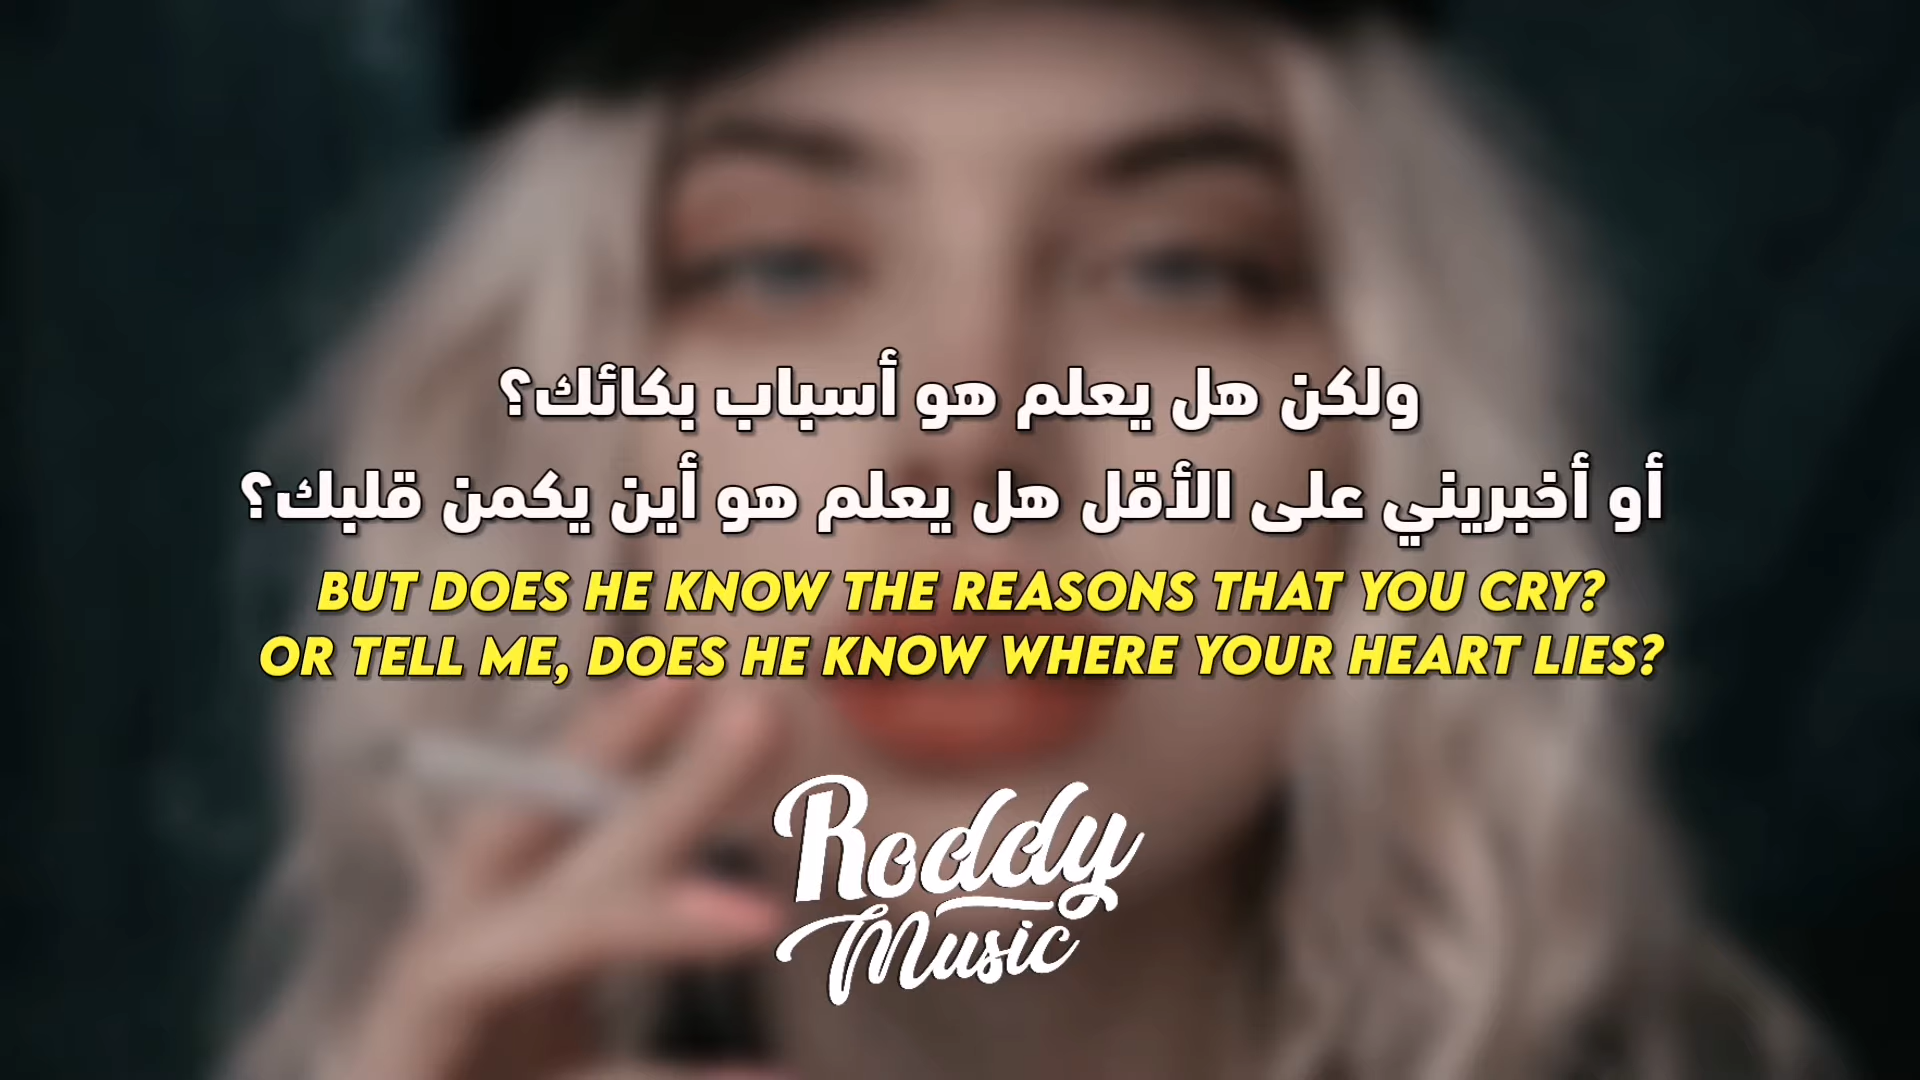 ولكن هل يعلم هو أسباب بكائك؟
أو أخبريني على الأقل هل يعلم هو أين يكمن قلبك؟
BUT DOES HE KNOW THE REASONS THAT YOU CRY?
OR TELL ME, DOES HE KNOW WHERE YOUR HEART LIES?
Roddy
Music